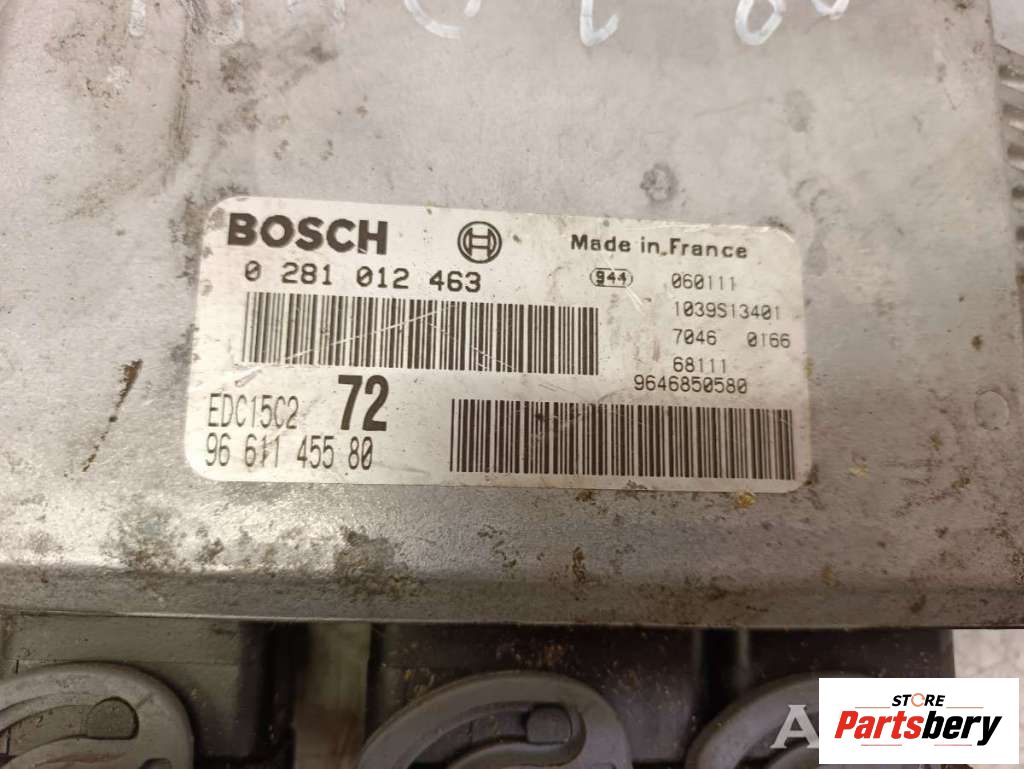 BOSCH
Made in France
0 281 012 463
944
060111
1039S13401
7046 0166
68111
9646850580
EDC15C2 72
96 611 455 80
STORE
Partsbery
A